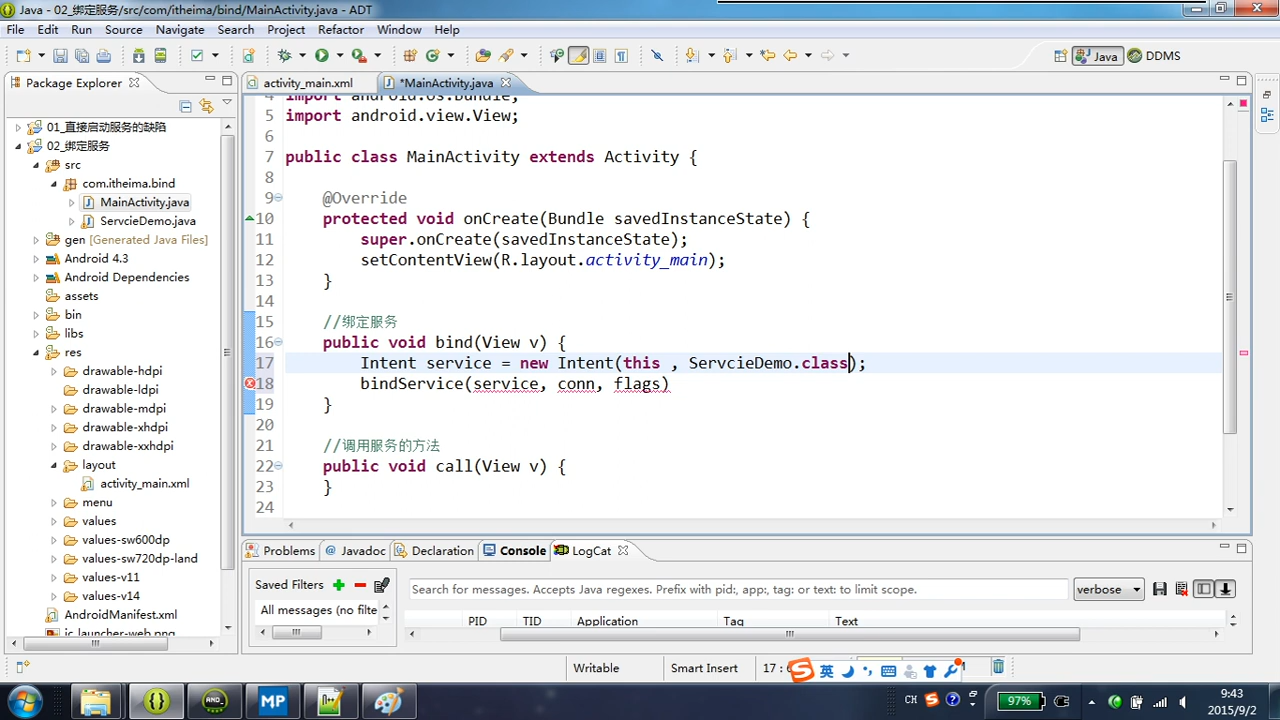 Java - 02_绑定服务/src/com/itheima/bind/MainActivity.java - ADT
File Edit Run Source Navigate Search Project Refactor Window Help
Java DDMS
Package Explorer
activity_main.xml
*MainActivity.java
01_直接启动服务的缺陷
02_绑定服务
src
com.itheima.bind
MainActivity.java
ServcieDemo.java
gen [Generated Java Files]
Android 4.3
Android Dependencies
assets
bin
libs
res
drawable-hdpi
drawable-ldpi
drawable-mdpi
drawable-xhdpi
drawable-xxhdpi
layout
activity_main.xml
menu
values
values-sw600dp
values-sw720dp-land
values-v11
values-v14
AndroidManifest.xml
ic_launcher-web.png
4 import android.os.Bundle;
5 import android.view.View;
6
7 public class MainActivity extends Activity {
8
9 @Override
10 protected void onCreate(Bundle savedInstanceState) {
11 super.onCreate(savedInstanceState);
12 setContentView(R.layout.activity_main);
13 }
14
15 //绑定服务
16 public void bind(View v) {
17 Intent service = new Intent(this , ServcieDemo.class);
18 bindService(service, conn, flags)
19 }
20
21 //调用服务的方法
22 public void call(View v) {
23 }
24
Problems @ Javadoc Declaration Console LogCat
Saved Filters
All messages (no filte
Search for messages. Accepts Java regexes. Prefix with pid:, app:, tag: or text: to limit scope.
verbose
PID TID Application Tag Text
Writable Smart Insert 17 :
英
CH 97%
9:43
2015/9/2